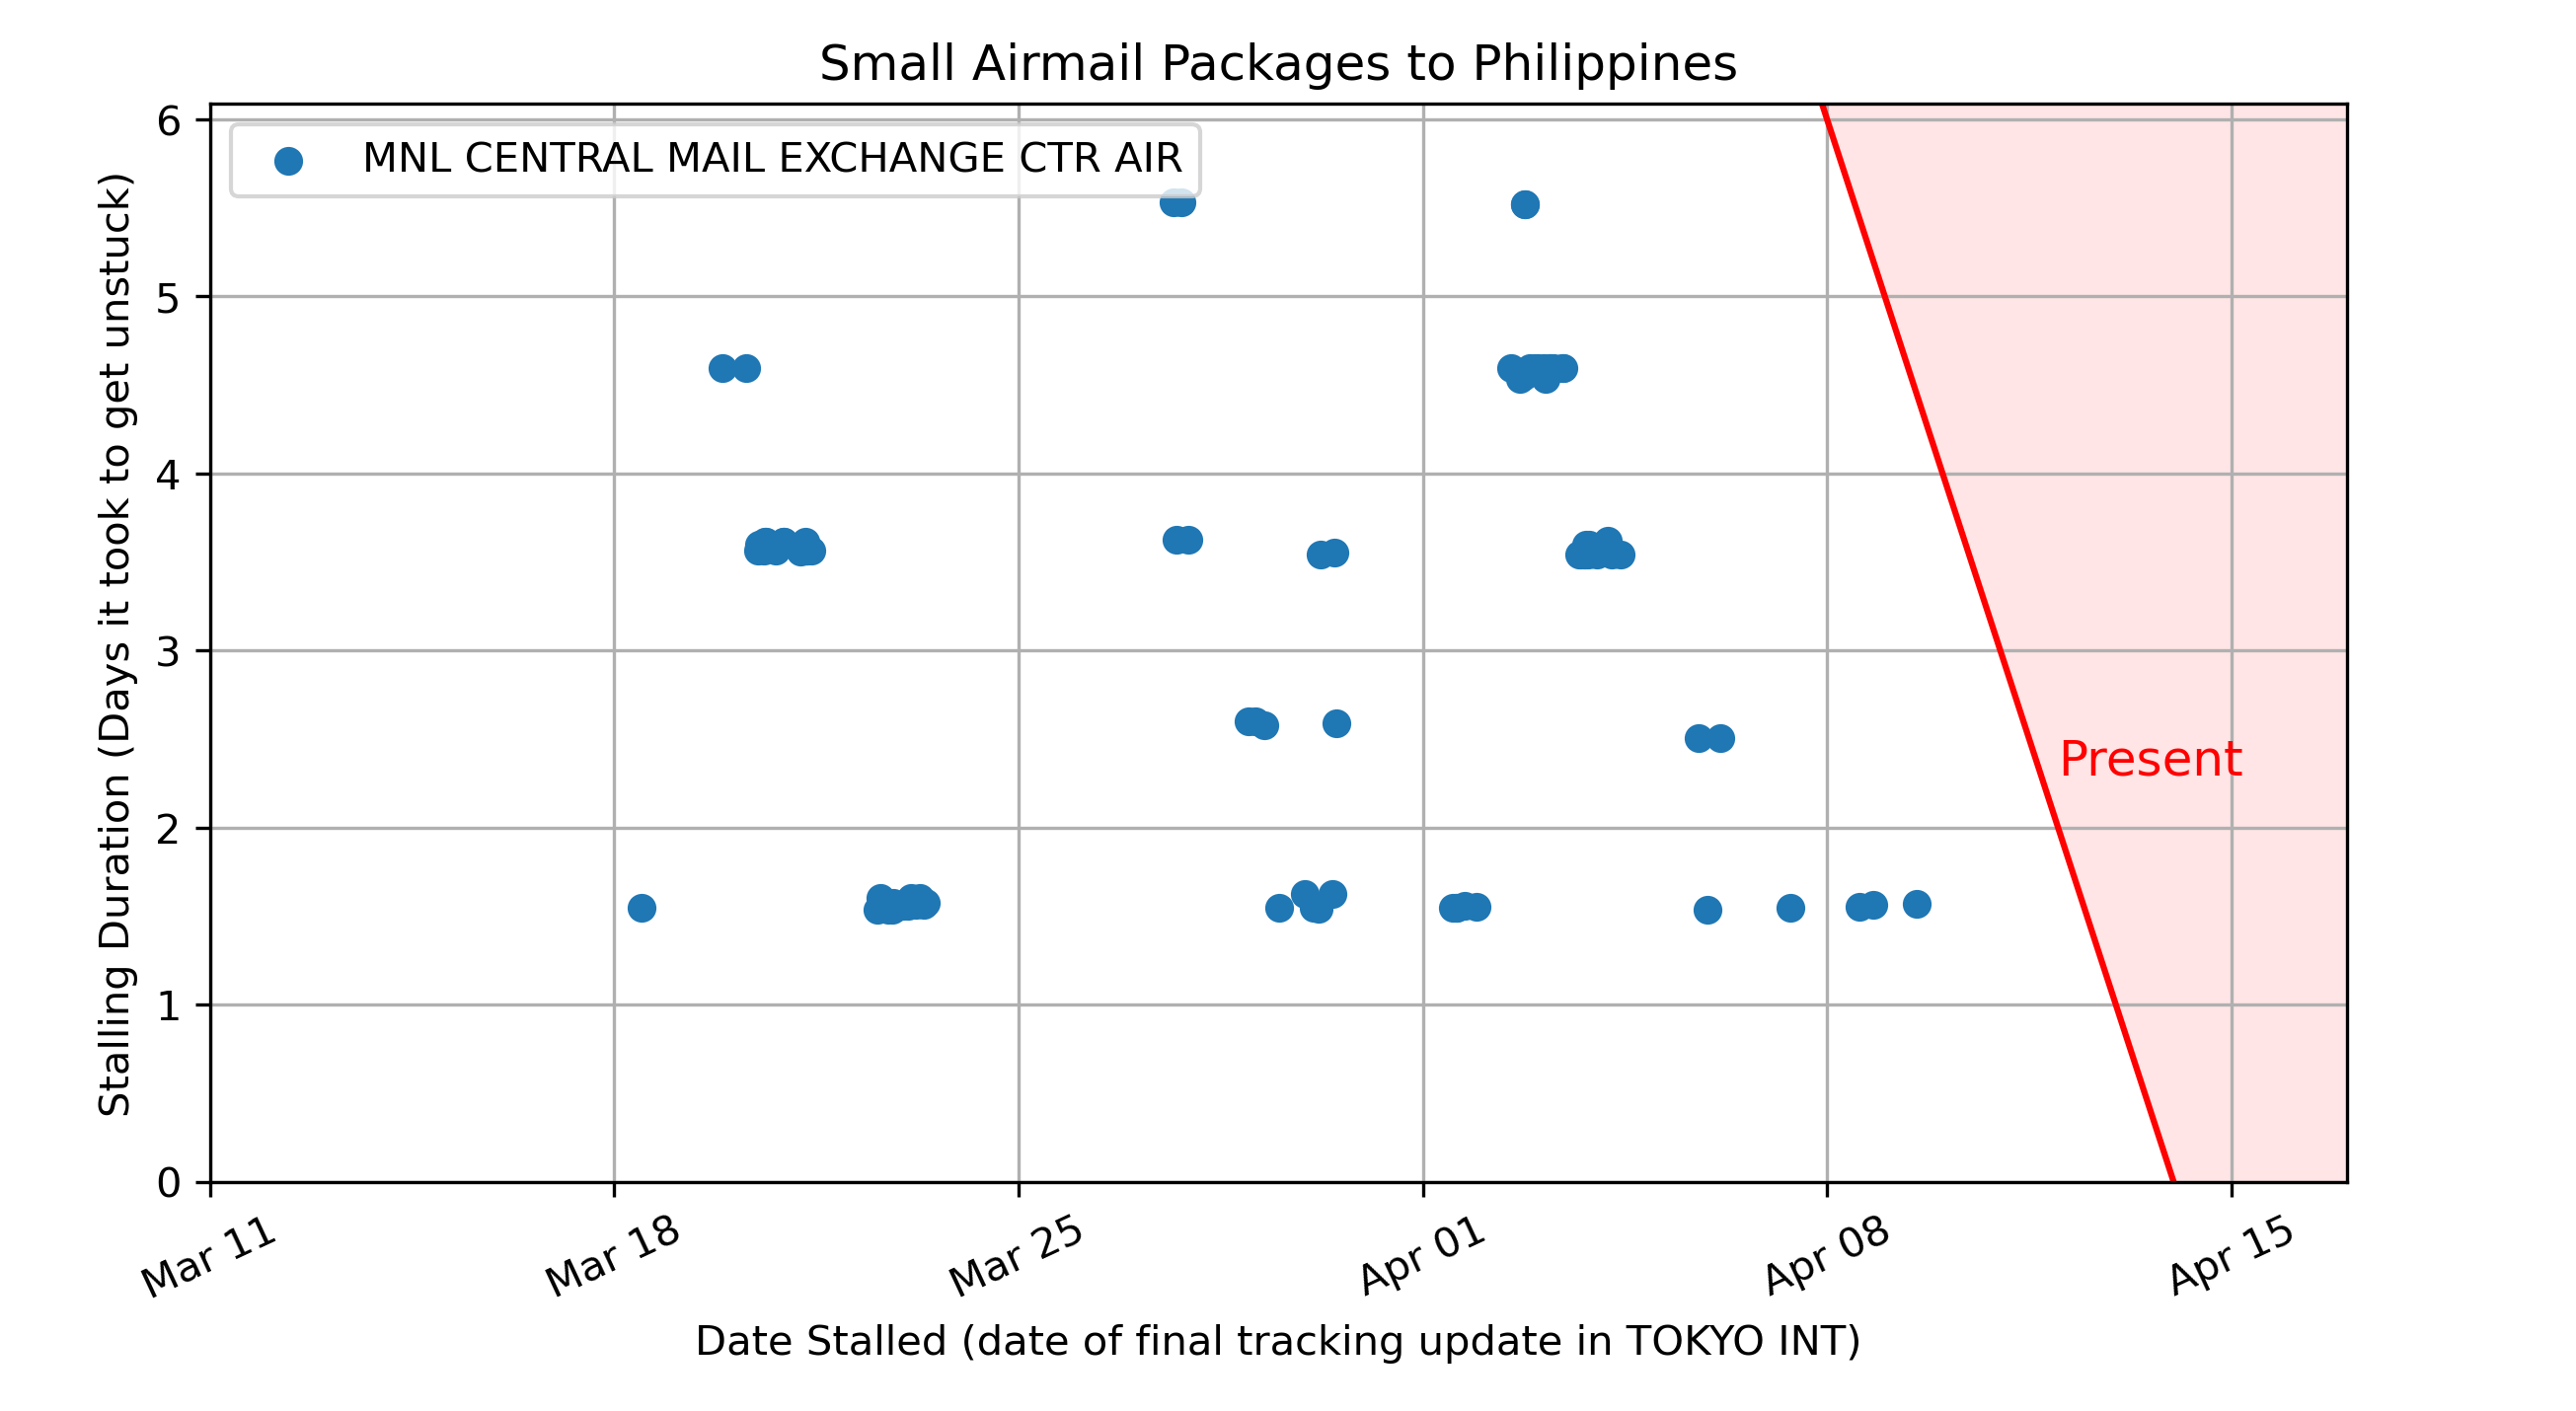 Small Airmail Packages to Philippines
MNL CENTRAL MAIL EXCHANGE CTR AIR
Stalling Duration (Days it took to get unstuck)
6
5
4
3
2
1
0
Present
Mar 11
Mar 18
Mar 25
Apr 01
Apr 08
Apr 15
Date Stalled (date of final tracking update in TOKYO INT)